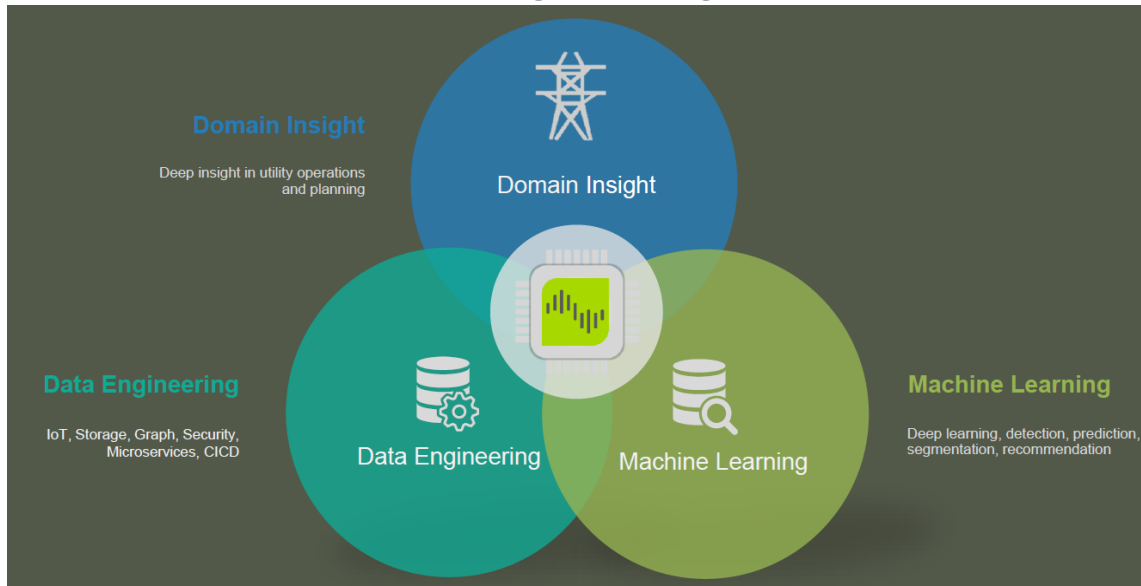 Domain Insight
Deep insight in utility operations
and planning
Domain Insight
Data Engineering
IoT, Storage, Graph, Security,
Microservices, CICD
Data Engineering
Machine Learning
Machine Learning
Deep learning, detection, prediction,
segmentation, recommendation